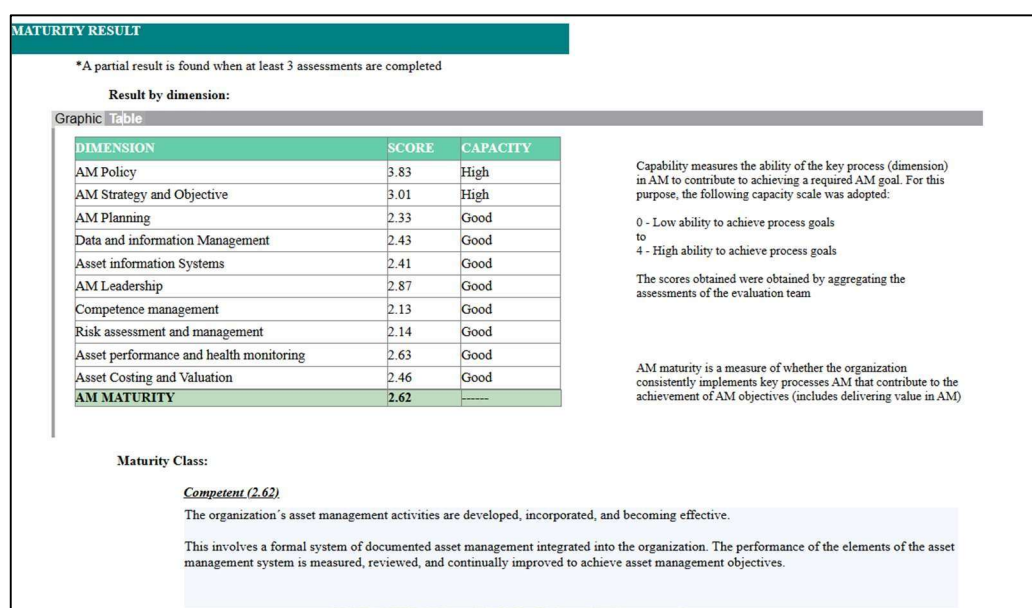 MATURITY RESULT
*A partial result is found when at least 3 assessments are completed
Result by dimension:
Graphic Table
DIMENSION SCORE CAPACITY
AM Policy 3.83 High
AM Strategy and Objective 3.01 High
AM Planning 2.33 Good
Data and information Management 2.43 Good
Asset information Systems 2.41 Good
AM Leadership 2.87 Good
Competence management 2.13 Good
Risk assessment and management 2.14 Good
Asset performance and health monitoring 2.63 Good
Asset Costing and Valuation 2.46 Good
AM MATURITY 2.62 ------
Capability measures the ability of the key process (dimension)
in AM to contribute to achieving a required AM goal. For this
purpose, the following capacity scale was adopted:
0 - Low ability to achieve process goals
to
4 - High ability to achieve process goals
The scores obtained were obtained by aggregating the
assessments of the evaluation team
AM maturity is a measure of whether the organization
consistently implements key processes AM that contribute to the
achievement of AM objectives (includes delivering value in AM)
Maturity Class:
Competent (2.62)
The organization´s asset management activities are developed, incorporated, and becoming effective.
This involves a formal system of documented asset management integrated into the organization. The performance of the elements of the asset
management system is measured, reviewed, and continually improved to achieve asset management objectives.